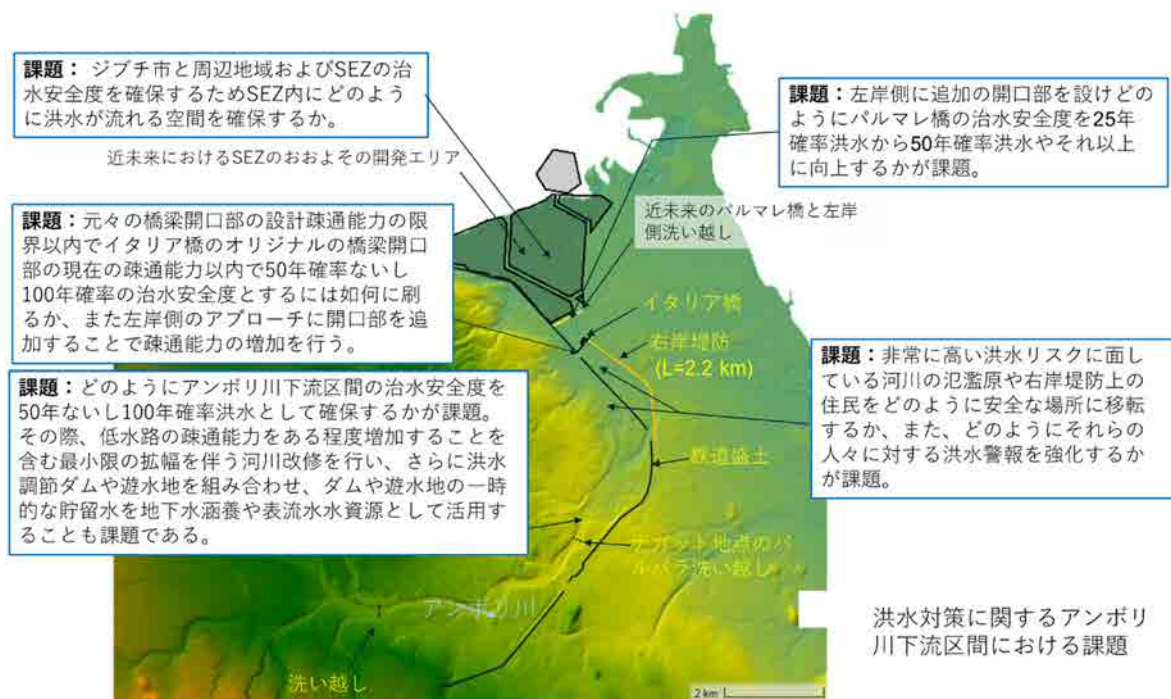 課題： ジブチ市と周辺地域およびSEZの治
水安全度を確保するためSEZ内にどのよう
に洪水が流れる空間を確保するか。
近未来におけるSEZのおおよその開発エリア
課題：左岸側に追加の開口部を設けどの
ようにパルマレ橋の治水安全度を25年
確率洪水から50年確率洪水やそれ以上
に向上するかが課題。
近未来のパルマレ橋と左岸
側洗い越し
課題：元々の橋梁開口部の設計疎通能力の限
界以内でイタリア橋のオリジナルの橋梁開口
部の現在の疎通能力以内で50年確率ないし
100年確率の治水安全度とするには如何に刷
るか、また左岸側のアプローチに開口部を追
加することで疎通能力の増加を行う。
イタリア橋
右岸堤防
(L=2.2 km)
課題：非常に高い洪水リスクに面し
ている河川の氾濫原や右岸堤防上の
住民をどのように安全な場所に移転
するか、また、どのようにそれらの
人々に対する洪水警報を強化するか
が課題。
課題：どのようにアンボリ川下流区間の治水安全度を
50年ないし100年確率洪水として確保するかが課題。
その際、低水路の疎通能力をある程度増加することを
含む最小限の拡幅を伴う河川改修を行い、さらに洪水
調節ダムや遊水地を組み合わせ、ダムや遊水地の一時
的な貯留水を地下水涵養や表流水水資源として活用す
ることも課題である。
鉄道盛土
ナガット地点のバ
ルバラ洗い越し
アンボリ川
洗い越し
洪水対策に関するアンボリ
川下流区間における課題
2 km